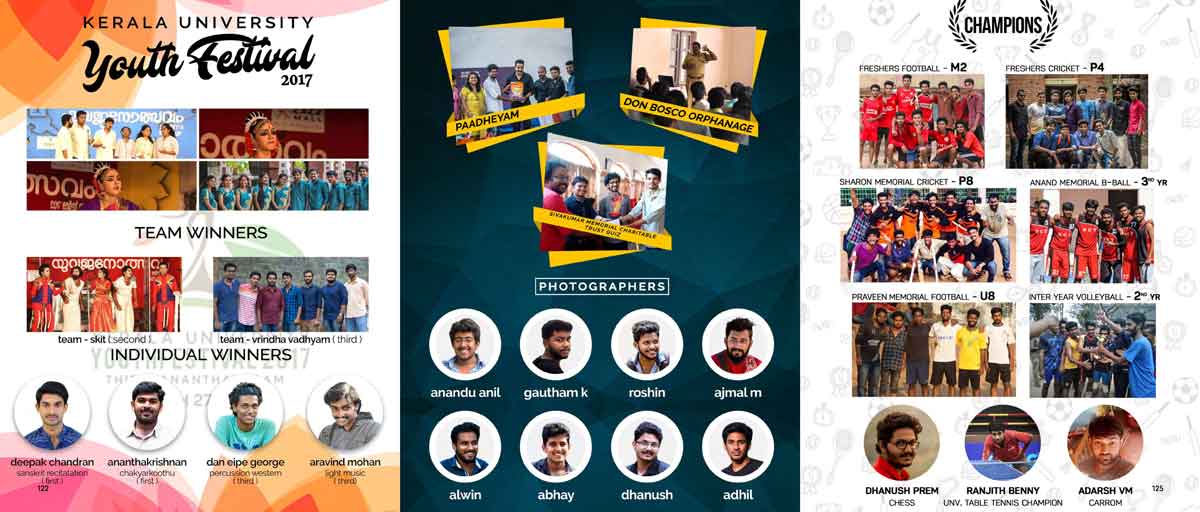 KERALA UNIVERSITY
Youth Festival
2017
TEAM WINNERS
യുവജനോത്സ
team - skit ( second )
team - vrindha vadhyam ( third )
INDIVIDUAL WINNERS
deepak chandran
sanskrit recitatation
( first )
ananthakrishnan
chakyarkoothu
( first )
dan eipe george
percussion western
( third )
aravind mohan
light music
( third)
122
PAADHEYAM
DON BOSCO ORPHANAGE
SIVAKUMAR MEMORIAL CHARITABLE
TRUST QUIZ
PHOTOGRAPHERS
anandu anil
gautham k
roshin
ajmal m
alwin
abhay
dhanush
adhil
CHAMPIONS
FRESHERS FOOTBALL - M2
FRESHERS CRICKET - P4
SHARON MEMORIAL CRICKET - P8
ANAND MEMORIAL B-BALL - 3ND YR
PRAVEEN MEMORIAL FOOTBALL - U8
INTER YEAR VOLLEYBALL - 2ND YR
DHANUSH PREM
CHESS
RANJITH BENNY
UNV. TABLE TENNIS CHAMPION
ADARSH VM
CARROM
125